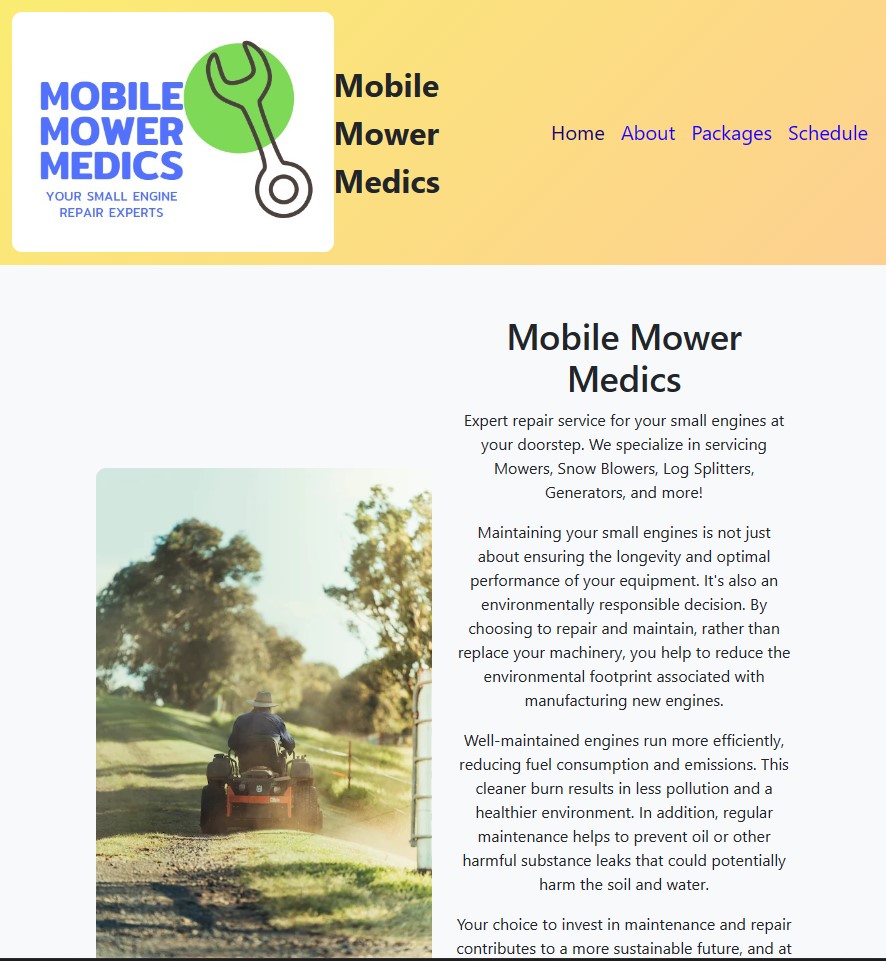 MOBILE
MOWER
MEDICS
YOUR SMALL ENGINE
REPAIR EXPERTS
Mobile
Mower
Medics
Home About Packages Schedule
Mobile Mower
Medics
Expert repair service for your small engines at
your doorstep. We specialize in servicing
Mowers, Snow Blowers, Log Splitters,
Generators, and more!
Maintaining your small engines is not just
about ensuring the longevity and optimal
performance of your equipment. It's also an
environmentally responsible decision. By
choosing to repair and maintain, rather than
replace your machinery, you help to reduce the
environmental footprint associated with
manufacturing new engines.
Well-maintained engines run more efficiently,
reducing fuel consumption and emissions. This
cleaner burn results in less pollution and a
healthier environment. In addition, regular
maintenance helps to prevent oil or other
harmful substance leaks that could potentially
harm the soil and water.
Your choice to invest in maintenance and repair
contributes to a more sustainable future, and at